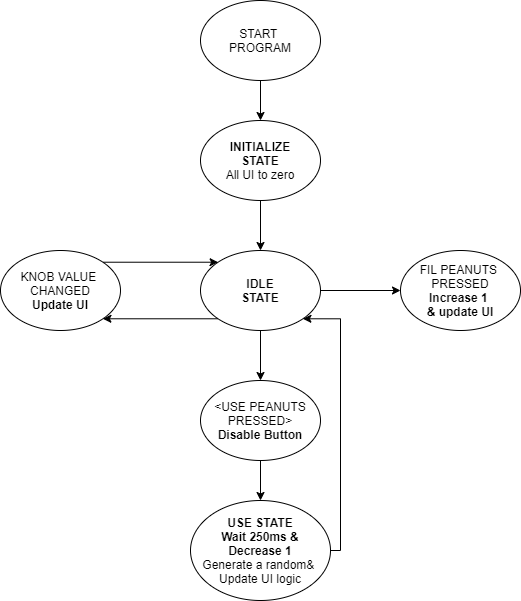 START
PROGRAM
INITIALIZE
STATE
All UI to zero
KNOB VALUE
CHANGED
Update UI
IDLE
STATE
FIL PEANUTS
PRESSED
Increase 1
& update UI
<USE PEANUTS
PRESSED>
Disable Button
USE STATE
Wait 250ms &
Decrease 1
Generate a random&
Update UI logic